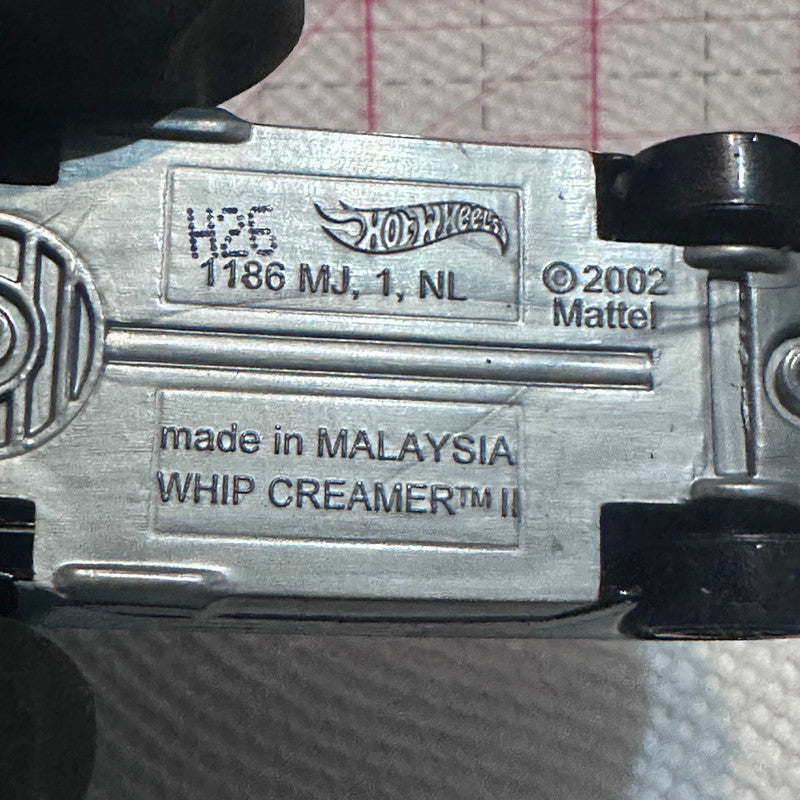 H26
HOT WHEELS
1186 MJ, 1, NL
© 2002
Mattel
made in MALAYSIA
WHIP CREAMER™ II